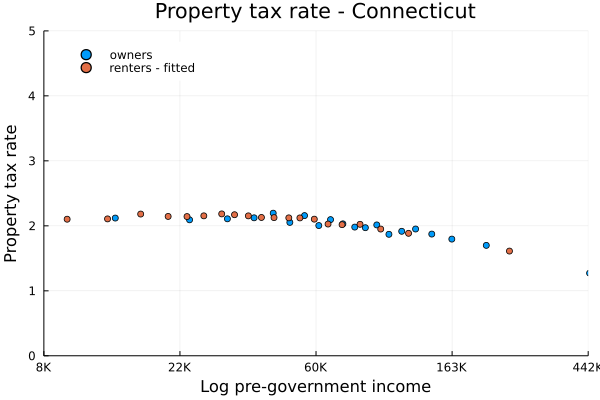 Property tax rate - Connecticut
5
4
3
2
1
0
Property tax rate
owners
renters - fitted
8K
22K
60K
163K
442K
Log pre-government income